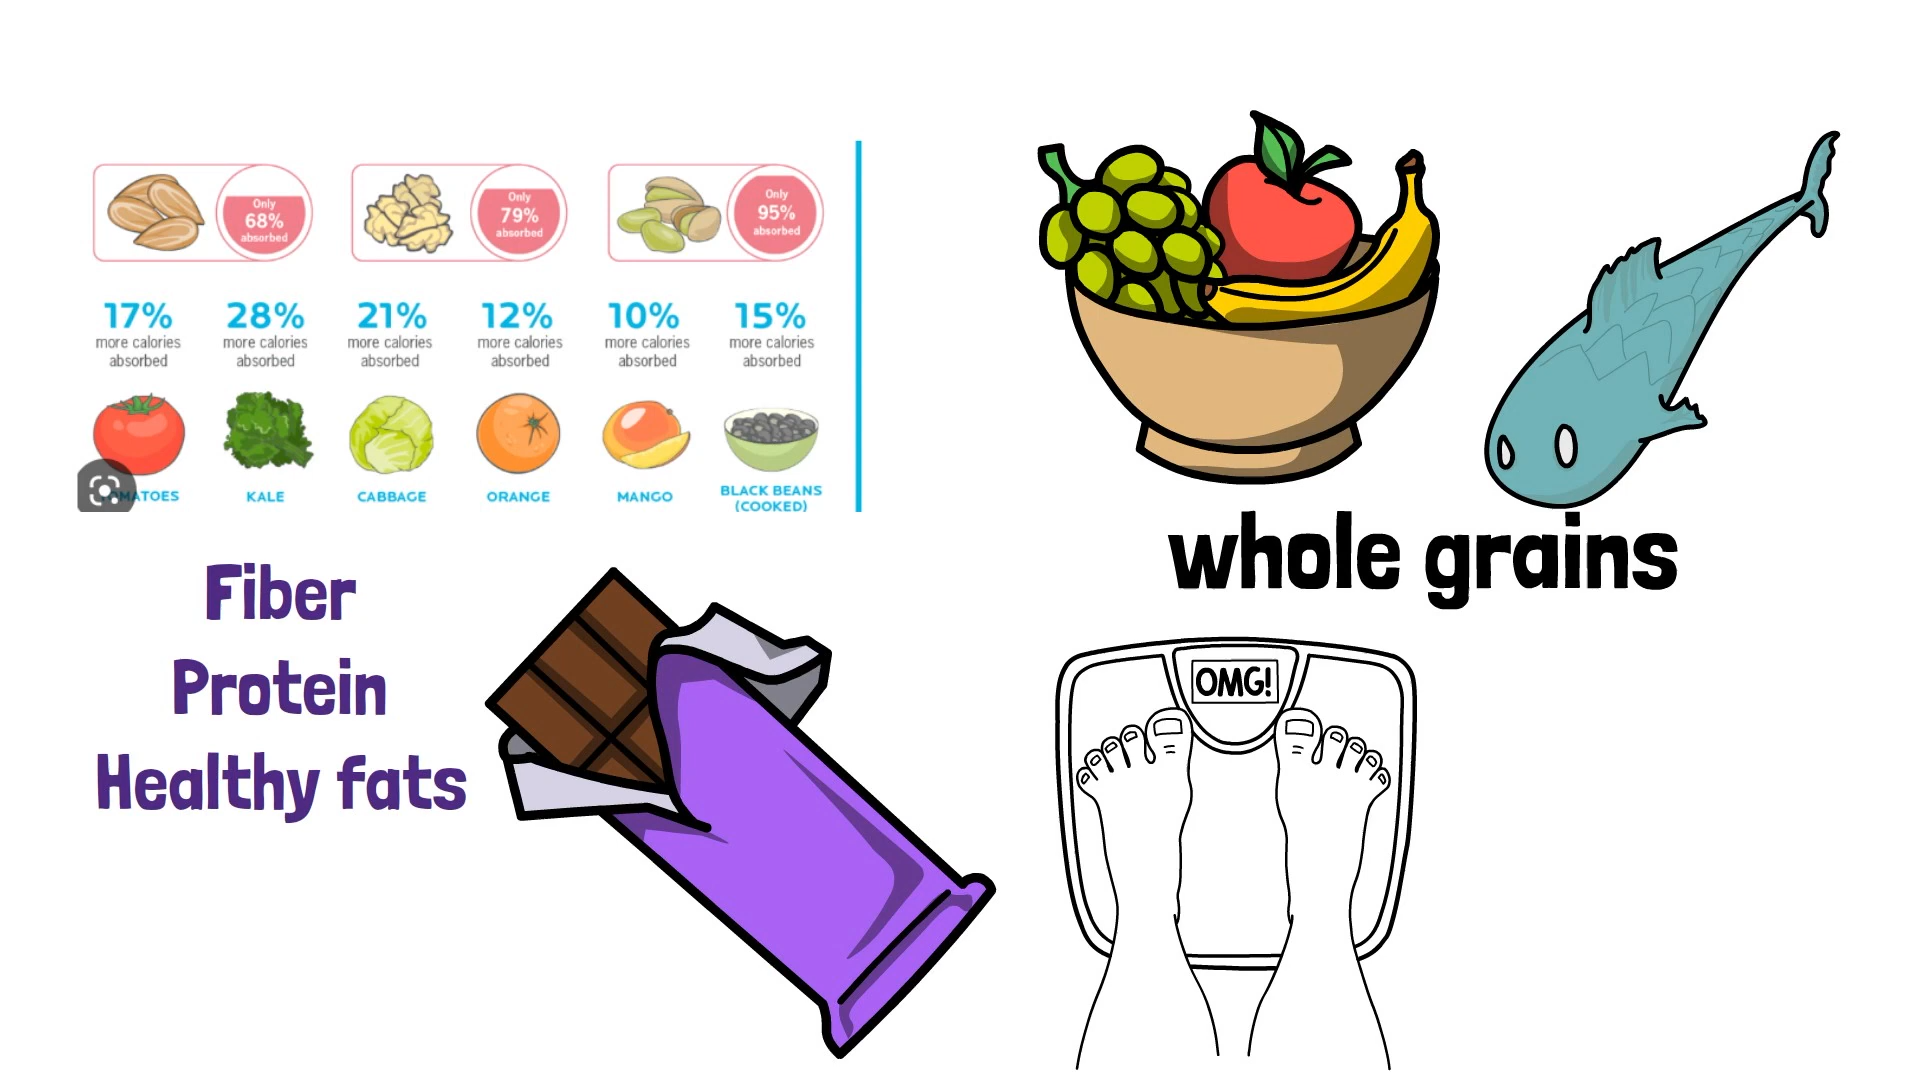 Only
68%
absorbed
Only
79%
absorbed
Only
95%
absorbed
17%
more calories
absorbed
28%
more calories
absorbed
21%
more calories
absorbed
12%
more calories
absorbed
10%
more calories
absorbed
15%
more calories
absorbed
TOMATOES
KALE
CABBAGE
ORANGE
MANGO
BLACK BEANS
(COOKED)
whole grains
Fiber
Protein
Healthy fats
OMG!